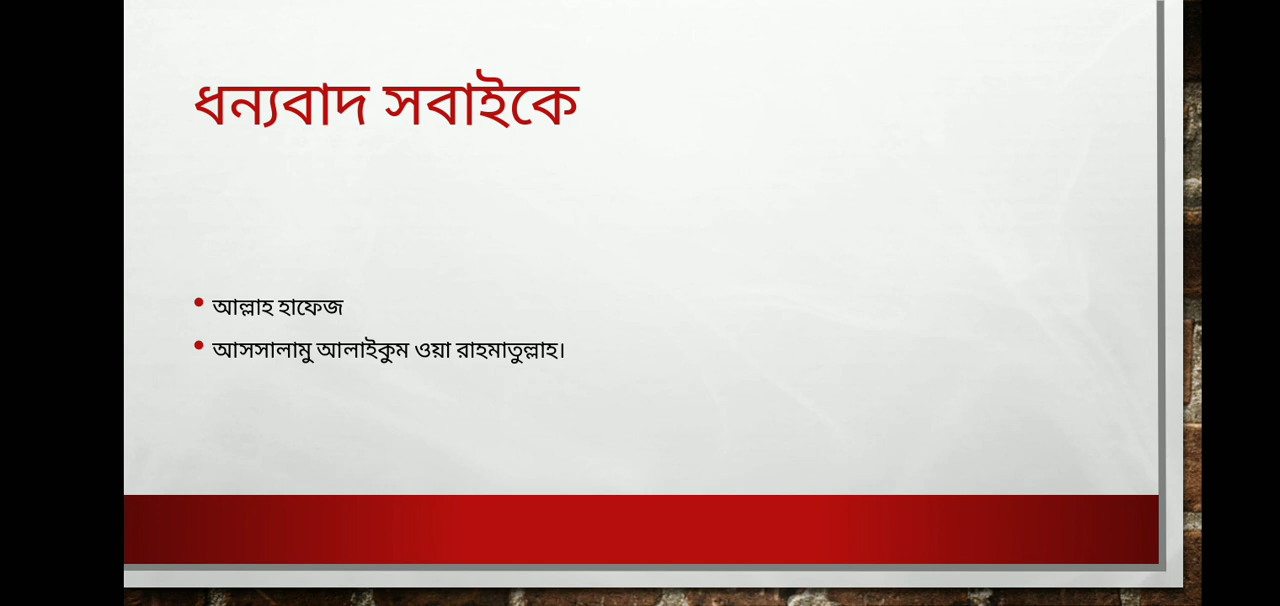 ধন্যবাদ সবাইকে
আল্লাহ হাফেজ
আসসালামু আলাইকুম ওয়া রাহমাতুল্লাহ।